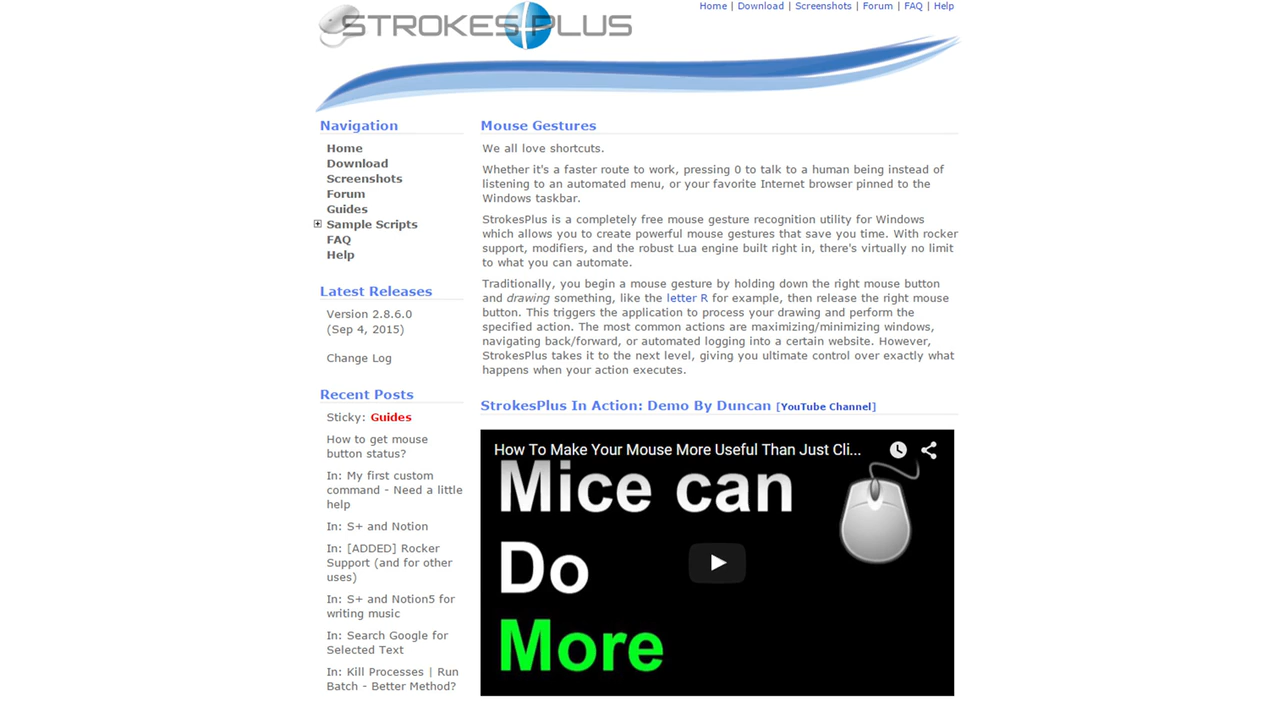 STROKES PLUS
Home | Download | Screenshots | Forum | FAQ | Help
Navigation
Home
Download
Screenshots
Forum
Guides
Sample Scripts
FAQ
Help
Latest Releases
Version 2.8.6.0
(Sep 4, 2015)
Change Log
Recent Posts
Sticky: Guides
How to get mouse
button status?
In: My first custom
command - Need a little
help
In: S+ and Notion
In: [ADDED] Rocker
Support (and for other
uses)
In: S+ and Notion5 for
writing music
In: Search Google for
Selected Text
In: Kill Processes | Run
Batch - Better Method?
Mouse Gestures
We all love shortcuts.
Whether it's a faster route to work, pressing 0 to talk to a human being instead of
listening to an automated menu, or your favorite Internet browser pinned to the
Windows taskbar.
StrokesPlus is a completely free mouse gesture recognition utility for Windows
which allows you to create powerful mouse gestures that save you time. With rocker
support, modifiers, and the robust Lua engine built right in, there's virtually no limit
to what you can automate.
Traditionally, you begin a mouse gesture by holding down the right mouse button
and drawing something, like the letter R for example, then release the right mouse
button. This triggers the application to process your drawing and perform the
specified action. The most common actions are maximizing/minimizing windows,
navigating back/forward, or automated logging into a certain website. However,
StrokesPlus takes it to the next level, giving you ultimate control over exactly what
happens when your action executes.
StrokesPlus In Action: Demo By Duncan [YouTube Channel]
How To Make Your Mouse More Useful Than Just Cli...
Mice can
Do
More